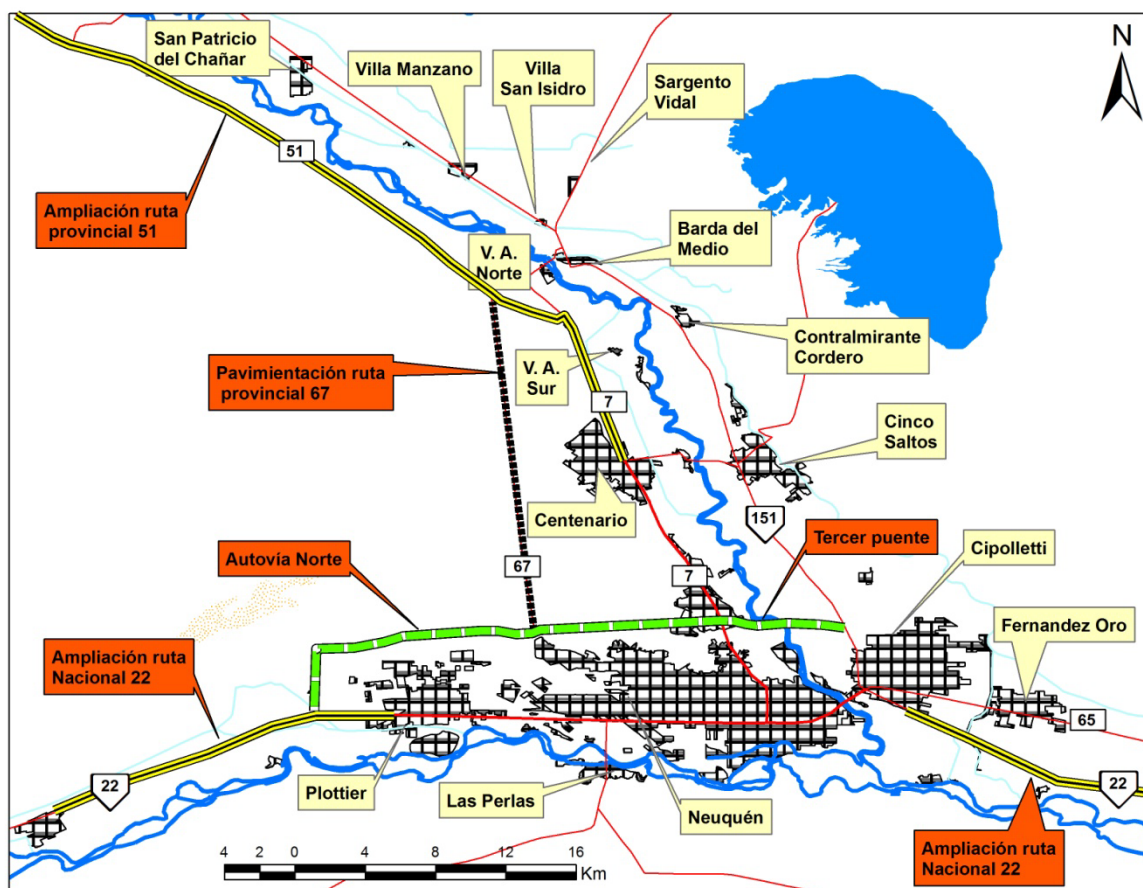 San Patricio
del Chañar
Villa Manzano
Villa
San Isidro
Sargento
Vidal
N
51
Ampliación ruta
provincial 51
V. A.
Norte
Barda del
Medio
Contralmirante
Cordero
Pavimientación ruta
provincial 67
V. A.
Sur
7
Cinco
Saltos
Centenario
151
Autovía Norte
67
7
Tercer puente
Cipolletti
Fernandez Oro
Ampliación ruta
Nacional 22
65
22
Plottier
Las Perlas
Neuquén
22
Ampliación ruta
Nacional 22
4 2 0 4 8 12 16
Km